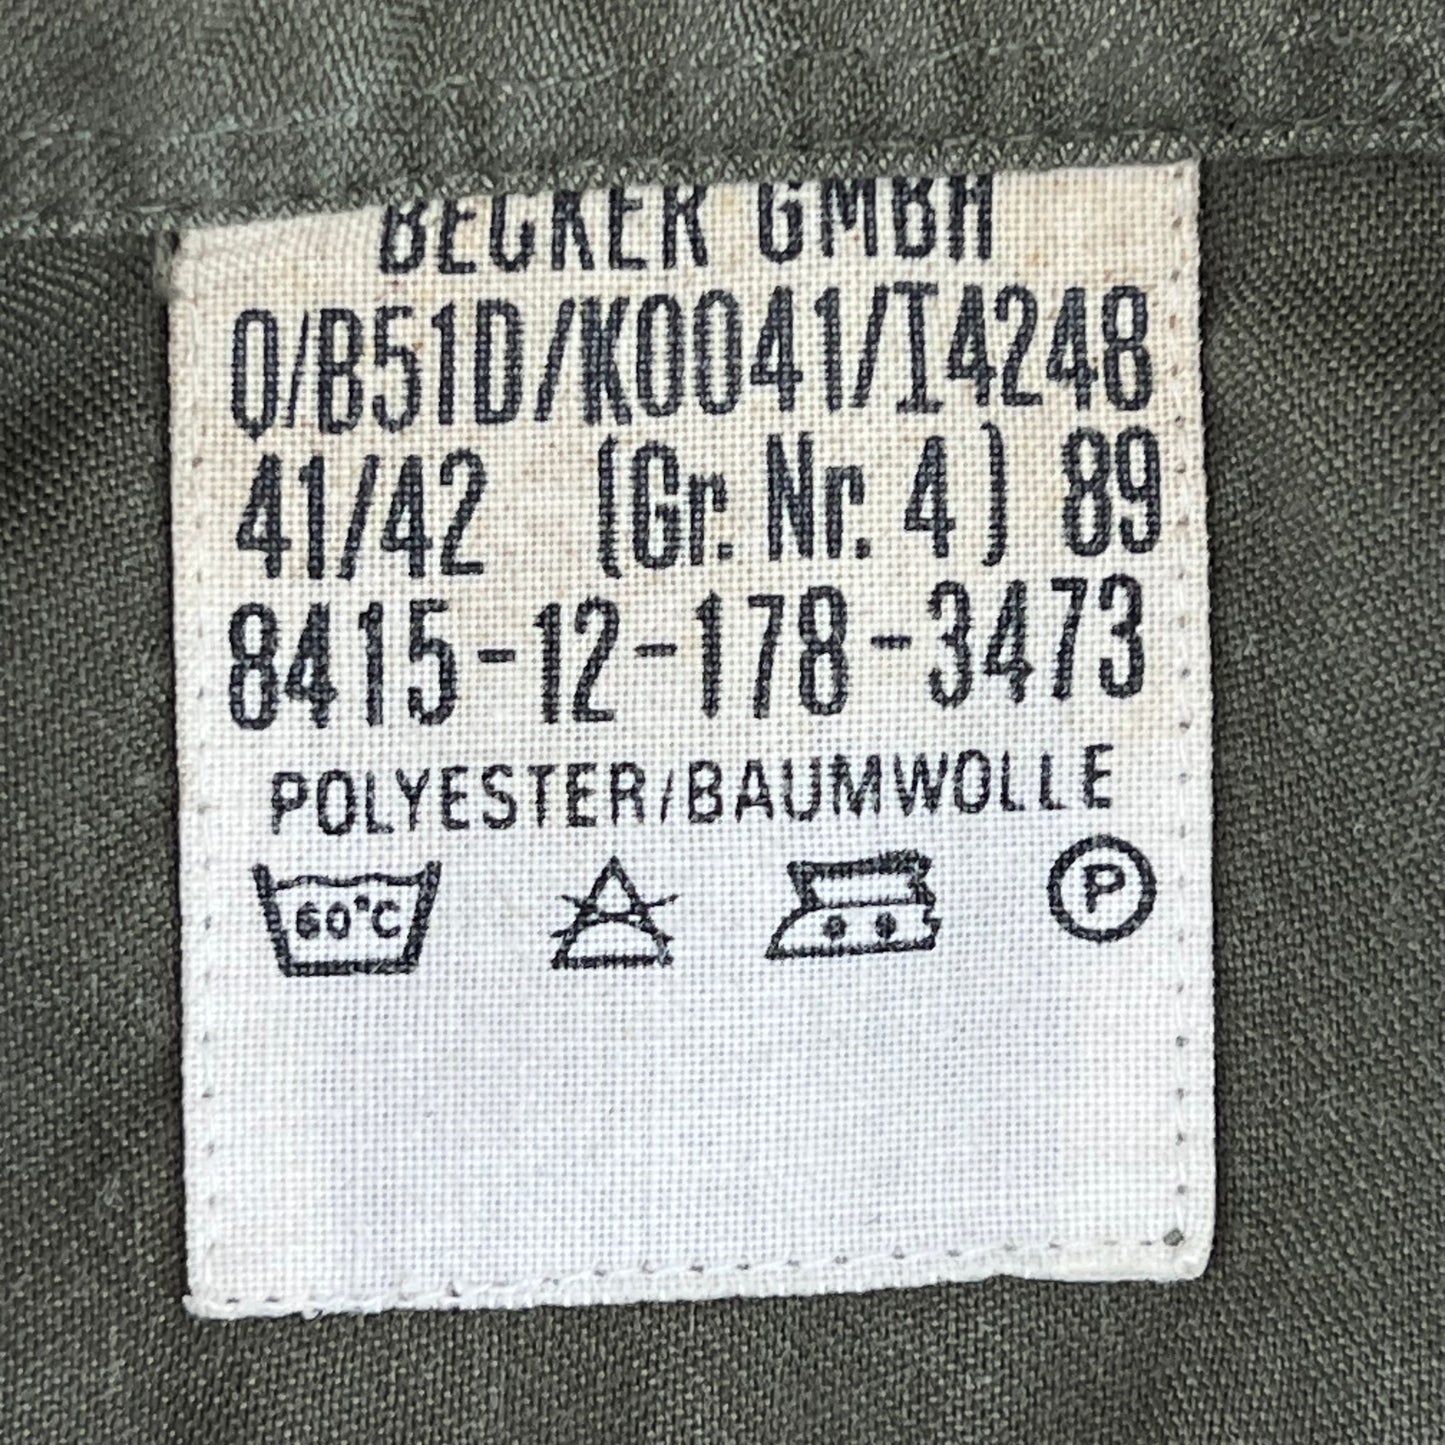 BECKER GMBH
0/B51D/K0041/I4248
41/42 (Gr. Nr. 4) 89
8415-12-178-3473
POLYESTER/BAUMWOLLE
60°C P